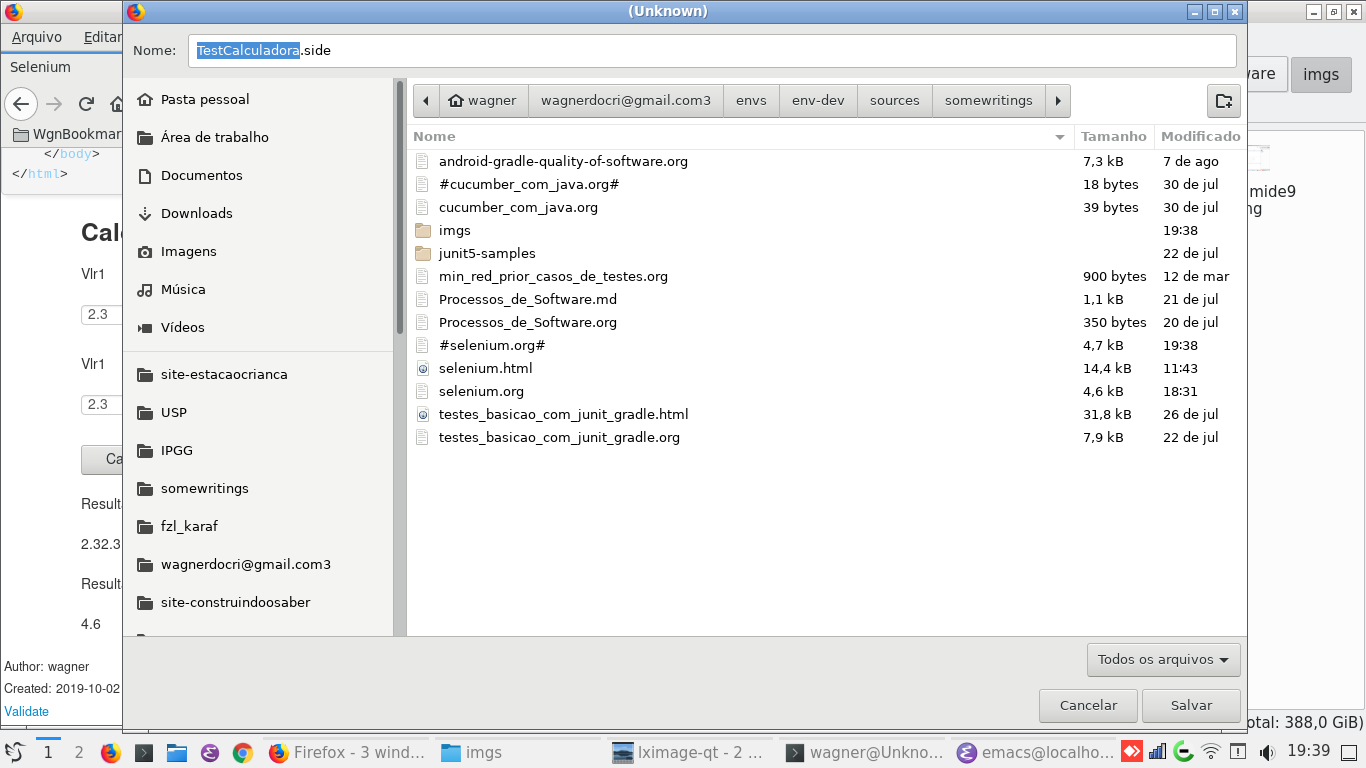 (Unknown)
Arquivo Editar
Nome: TestCalculadora.side
Selenium
ware imgs
WgnBookmar
</body>
</html>
Calc
Vlr1
2.3
Vlr1
2.3
Ca
Result
2.32.3
Result
4.6
Author: wagner
Created: 2019-10-02
Validate
Pasta pessoal
Área de trabalho
Documentos
Downloads
Imagens
Música
Vídeos
site-estacaocrianca
USP
IPGG
somewritings
fzl_karaf
wagnerdocri@gmail.com3
site-construindoosaber
wagner wagnerdocri@gmail.com3 envs env-dev sources somewritings
Nome Tamanho Modificado
android-gradle-quality-of-software.org 7,3 kB 7 de ago
#cucumber_com_java.org# 18 bytes 30 de jul
cucumber_com_java.org 39 bytes 30 de jul
imgs 19:38
junit5-samples 22 de jul
min_red_prior_casos_de_testes.org 900 bytes 12 de mar
Processos_de_Software.md 1,1 kB 21 de jul
Processos_de_Software.org 350 bytes 20 de jul
#selenium.org# 4,7 kB 19:38
selenium.html 14,4 kB 11:43
selenium.org 4,6 kB 18:31
testes_basicao_com_junit_gradle.html 31,8 kB 26 de jul
testes_basicao_com_junit_gradle.org 7,9 kB 22 de jul
mide9
ng
Todos os arquivos
Cancelar Salvar
otal: 388,0 GiB)
1 2 Firefox - 3 wind... imgs lximage-qt - 2 ... wagner@Unkno... emacs@localho... 19:39